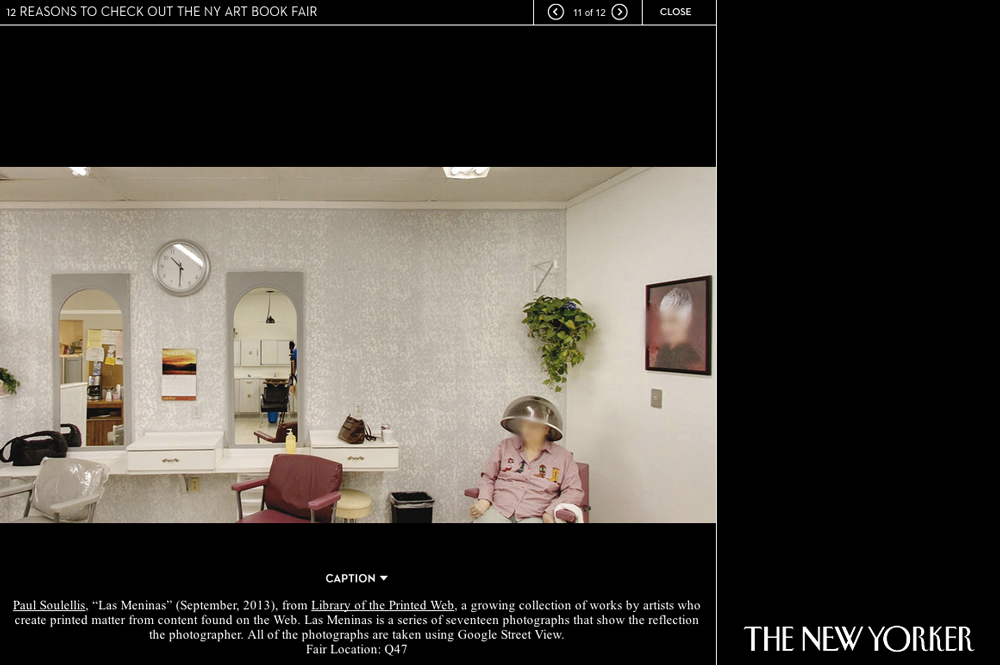 12 REASONS TO CHECK OUT THE NY ART BOOK FAIR
11 of 12
CLOSE
CAPTION
Paul Soulellis, “Las Meninas” (September, 2013), from Library of the Printed Web, a growing collection of works by artists who
create printed matter from content found on the Web. Las Meninas is a series of seventeen photographs that show the reflection
the photographer. All of the photographs are taken using Google Street View.
Fair Location: Q47
THE NEW YORKER